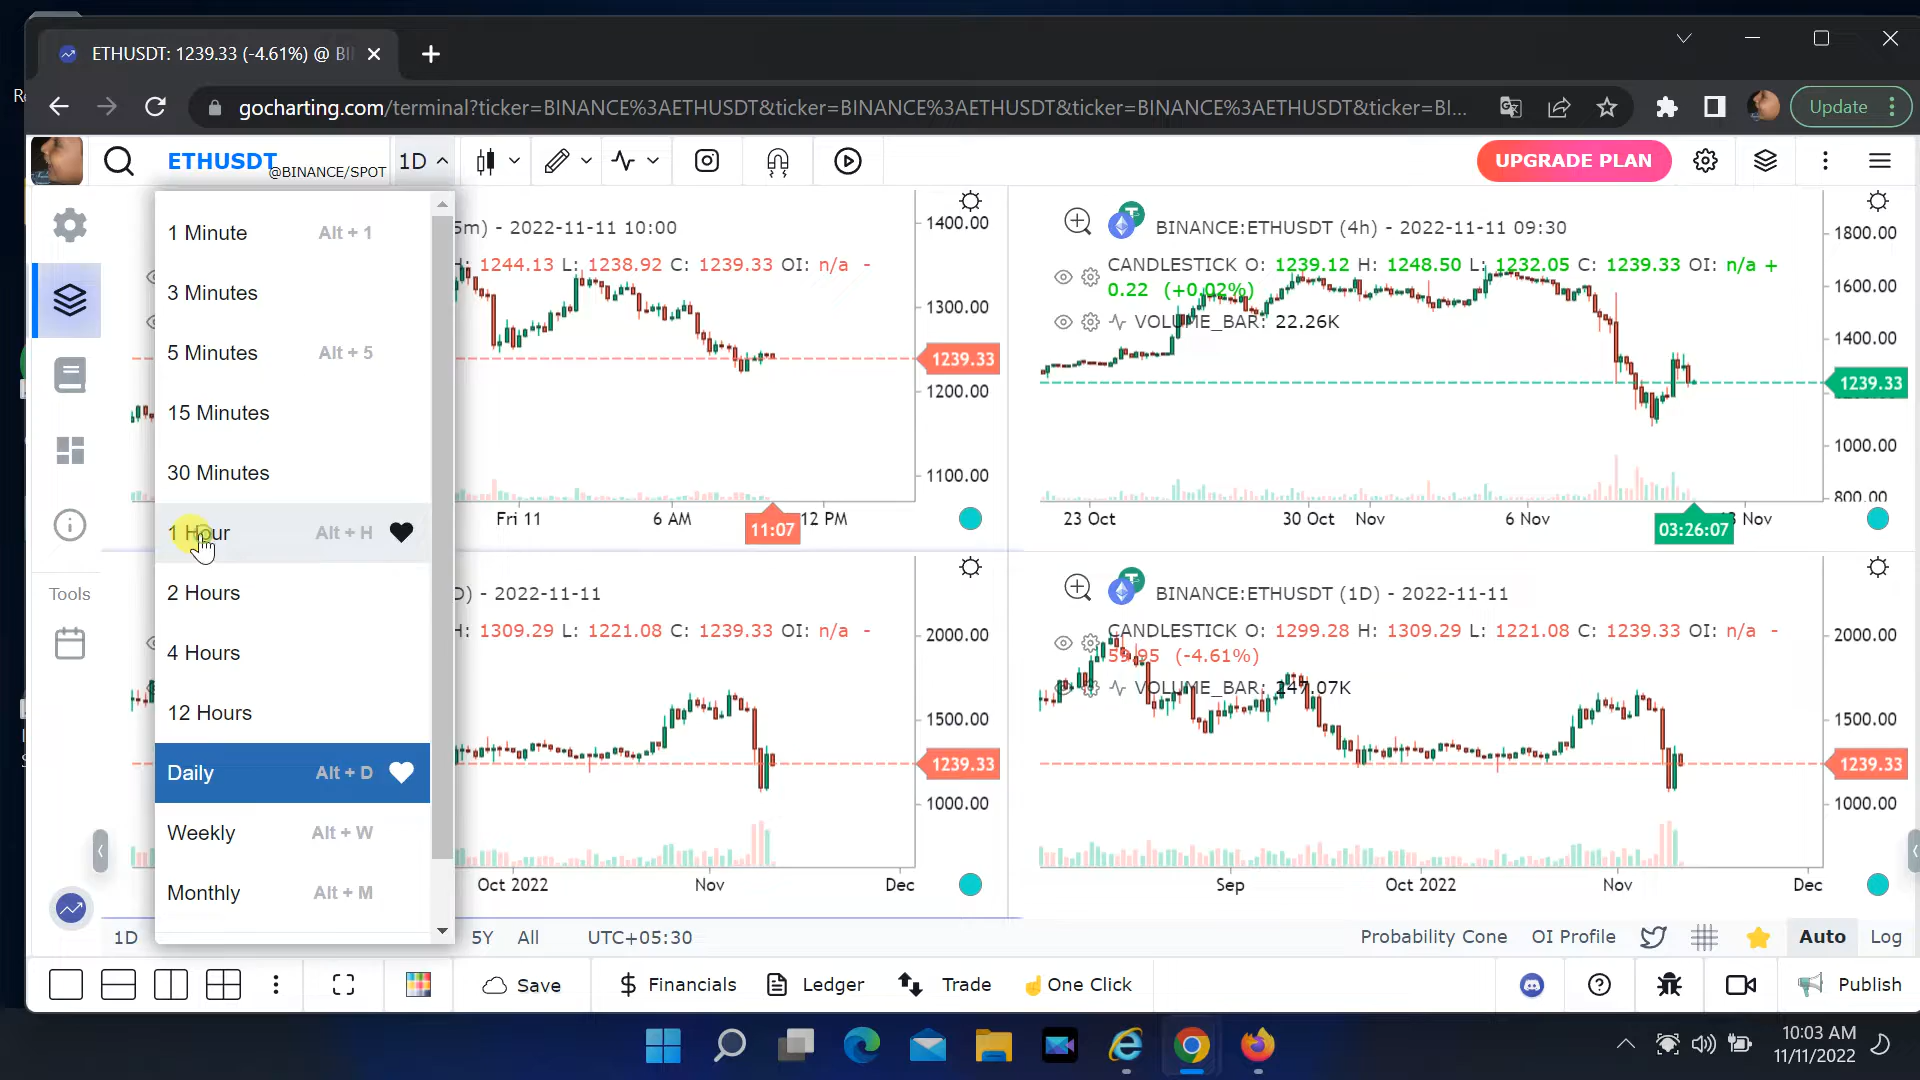 ETHUSDT: 1239.33 (-4.61%) @ BI
gocharting.com/terminal?ticker=BINANCE%3AETHUSDT&ticker=BINANCE%3AETHUSDT&ticker=BINANCE%3AETHUSDT&ticker=BI...
Update
ETHUSDT
@BINANCE/SPOT
1D
UPGRADE PLAN
1 Minute Alt + 1
3 Minutes
5 Minutes Alt + 5
15 Minutes
30 Minutes
1 Hour Alt + H
2 Hours
4 Hours
12 Hours
Daily Alt + D
Weekly Alt + W
Monthly Alt + M
Tools
5m) - 2022-11-11 10:00
H: 1244.13 L: 1238.92 C: 1239.33 OI: n/a -
1400.00
1300.00
1239.33
1200.00
1100.00
Fri 11
6 AM
11:07
12 PM
BINANCE:ETHUSDT (4h) - 2022-11-11 09:30
CANDLESTICK O: 1239.12 H: 1248.50 L: 1232.05 C: 1239.33 OI: n/a +
0.22 (+0.02%)
VOLUME_BAR: 22.26K
1800.00
1600.00
1400.00
1239.33
1000.00
800.00
23 Oct
30 Oct
Nov
6 Nov
03:26:07
Nov
D) - 2022-11-11
H: 1309.29 L: 1221.08 C: 1239.33 OI: n/a -
2000.00
1500.00
1239.33
1000.00
Oct 2022
Nov
Dec
BINANCE:ETHUSDT (1D) - 2022-11-11
CANDLESTICK O: 1299.28 H: 1309.29 L: 1221.08 C: 1239.33 OI: n/a -
59.95 (-4.61%)
VOLUME_BAR: 247.07K
2000.00
1500.00
1239.33
1000.00
Sep
Oct 2022
Nov
Dec
1D
5Y
All
UTC+05:30
Probability Cone
OI Profile
Auto
Log
Save
Financials
Ledger
Trade
One Click
Publish
10:03 AM
11/11/2022